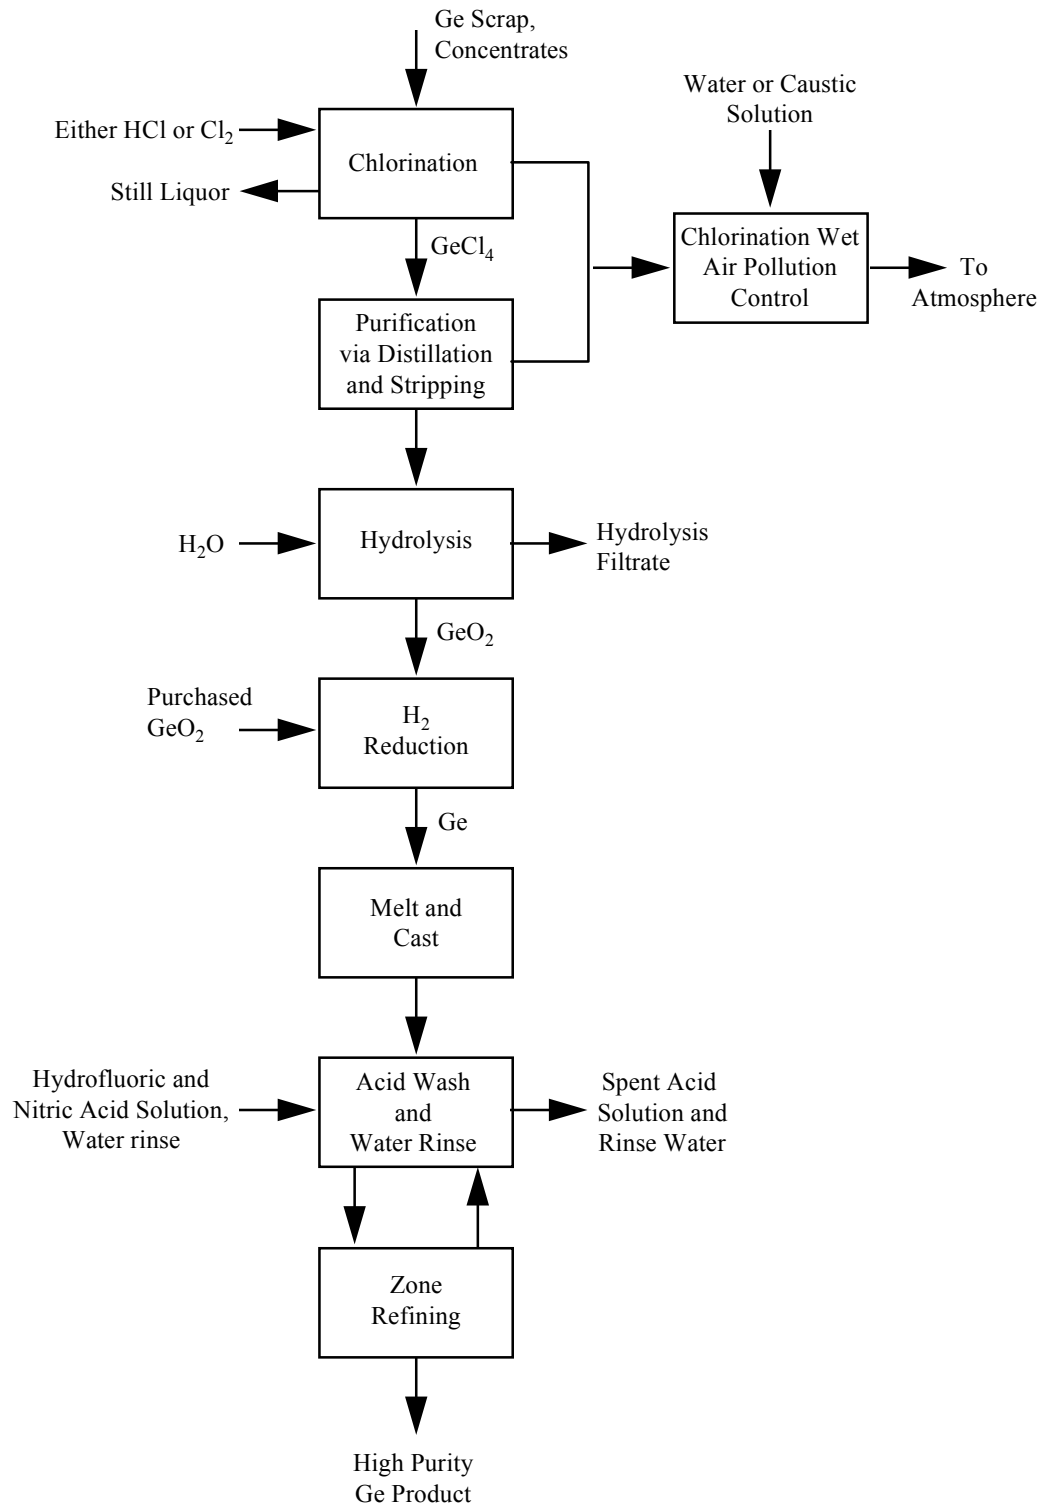 Ge Scrap,
Concentrates
Water or Caustic
Solution
Either HCl or Cl₂
Chlorination
Still Liquor
GeCl₄
Chlorination Wet
Air Pollution
Control
To
Atmosphere
Purification
via Distillation
and Stripping
H₂O
Hydrolysis
Hydrolysis
Filtrate
GeO₂
Purchased
GeO₂
H₂
Reduction
Ge
Melt and
Cast
Hydrofluoric and
Nitric Acid Solution,
Water rinse
Acid Wash
and
Water Rinse
Spent Acid
Solution and
Rinse Water
Zone
Refining
High Purity
Ge Product